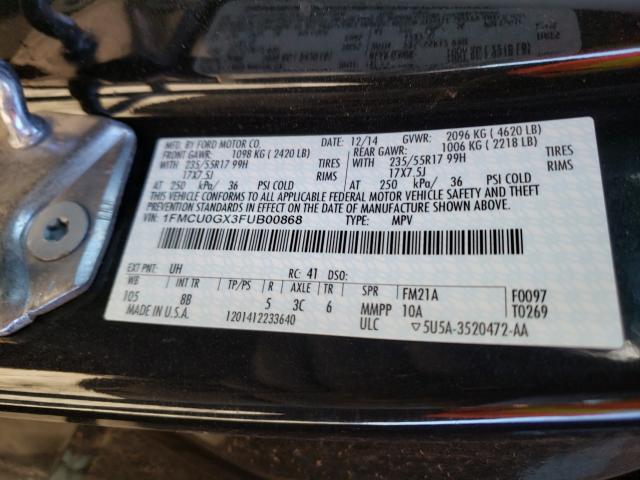 MFD. BY FORD MOTOR CO. 12/14 GVWR: 2096 KG (4620 LB)
FRONT GAWR: 1098 KG (2420 LB) REAR GAWR: 1006 KG (2218 LB)
WITH 235/55R17 99H TIRES WITH 235/55R17 99H TIRES
17X7.5J RIMS 17X7.5J RIMS
AT 250 kPa/ 36 PSI COLD AT 250 kPa/ 36 PSI COLD
THIS VEHICLE CONFORMS TO ALL APPLICABLE FEDERAL MOTOR VEHICLE SAFETY AND THEFT
PREVENTION STANDARDS IN EFFECT ON THE DATE OF MANUFACTURE SHOWN ABOVE.
VIN: 1FMCU0GX3FUB00868 TYPE: MPV
EXT PNT: UH RC: 41 DSO:
WB INT TR TP/PS R AXLE TR SPR FM21A F0097
105 8B 5 3C 6 MMPP 10A T0269
MADE IN U.S.A. 1201412233640 ULC ▽5U5A-3520472-AA